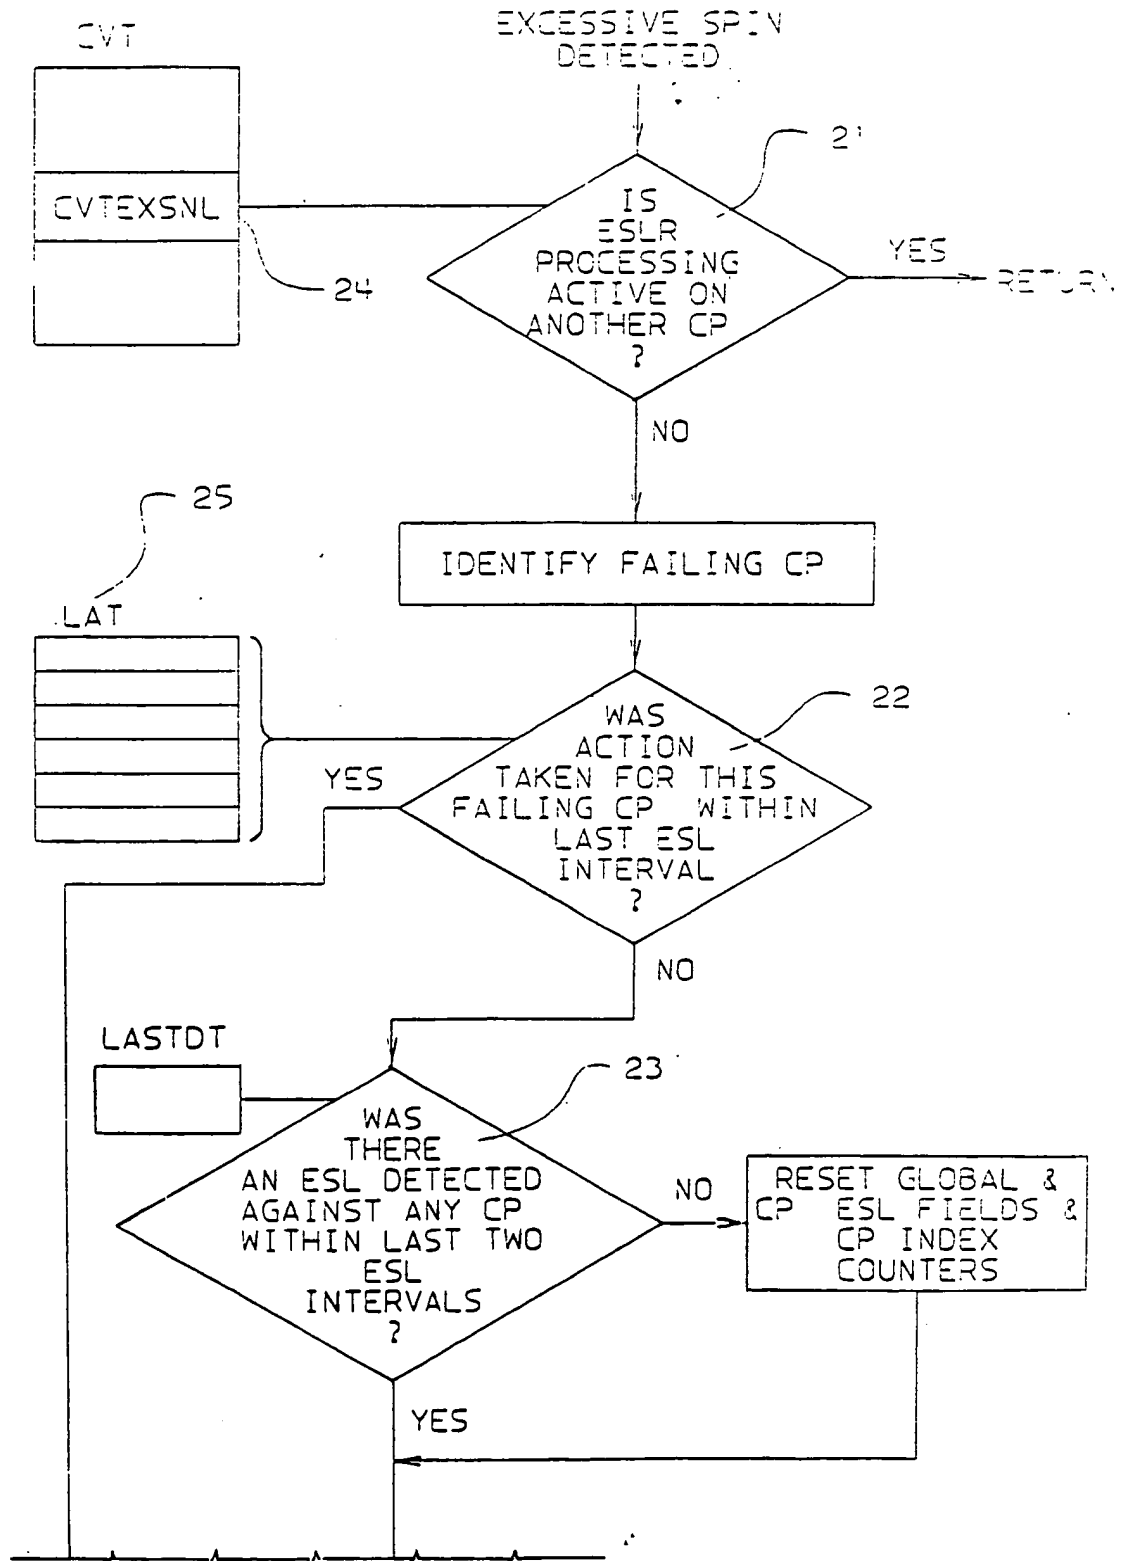 CVT
EXCESSIVE SPIN
DETECTED
21
CVTEXSNL
24
IS
ESLR
PROCESSING
ACTIVE ON
ANOTHER CP
?
YES
RETURN
NO
25
IDENTIFY FAILING CP
LAT
22
WAS
ACTION
TAKEN FOR THIS
FAILING CP WITHIN
LAST ESL
INTERVAL
?
YES
NO
LASTDT
23
WAS
THERE
AN ESL DETECTED
AGAINST ANY CP
WITHIN LAST TWO
ESL
INTERVALS
?
NO
RESET GLOBAL &
CP ESL FIELDS &
CP INDEX
COUNTERS
YES